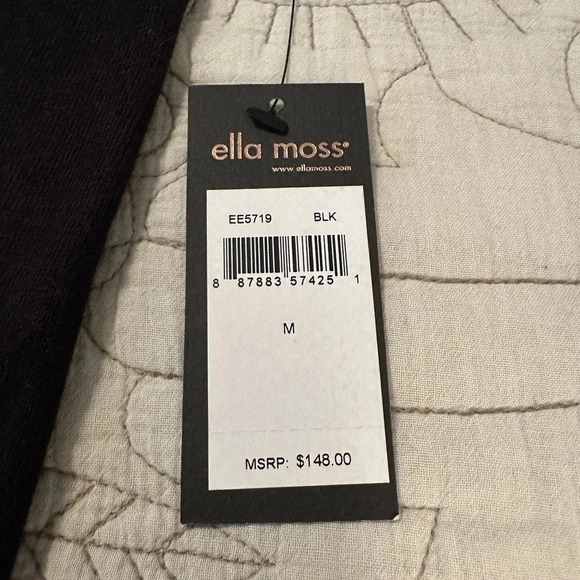 ella moss®
www.ellamoss.com
EE5719 BLK
8 87883 57425 1
M
MSRP: $148.00